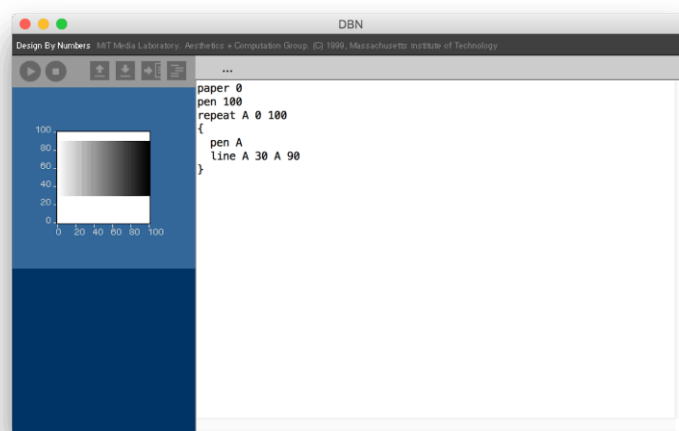 DBN
Design By Numbers MIT Media Laboratory. Aesthetics + Computation Group. (C) 1999, Massachusetts Institute of Technology
...
paper 0
pen 100
repeat A 0 100
{
pen A
line A 30 A 90
}
100
80
60
40
20
0
0 20 40 60 80 100